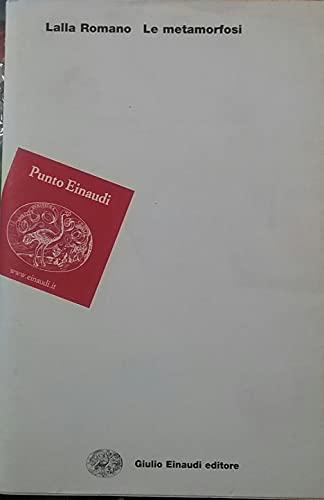 Lalla Romano Le metamorfosi
Punto Einaudi
www.einaudi.it
Giulio Einaudi editore